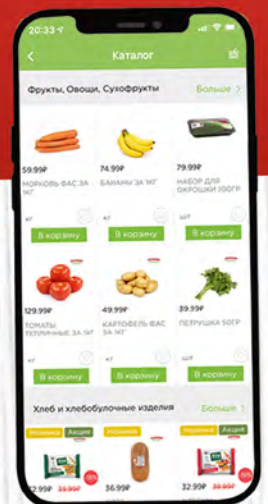 20:33
Каталог
Фрукты, Овощи, Сухофрукты Больше >
59.99₽ 74.99₽ 79.99₽
МОРКОВЬ ФАС ЗА 1КГ
БАНАНЫ ЗА 1КГ
НАБОР ДЛЯ ОКРОШКИ 300ГР
кг кг шт
В корзину В корзину В корзину
129.99₽ 49.99₽ 39.99₽
ТОМАТЫ ТЕПЛИЧНЫЕ ЗА 1КГ
КАРТОФЕЛЬ ФАС ЗА 1КГ
ПЕТРУШКА 50ГР
кг кг шт
В корзину В корзину В корзину
Хлеб и хлебобулочные изделия Больше >
Новинка Акция Новинка Новинка Акция
32.99₽ 39.99₽ 36.99₽ 32.99₽ 39.99₽